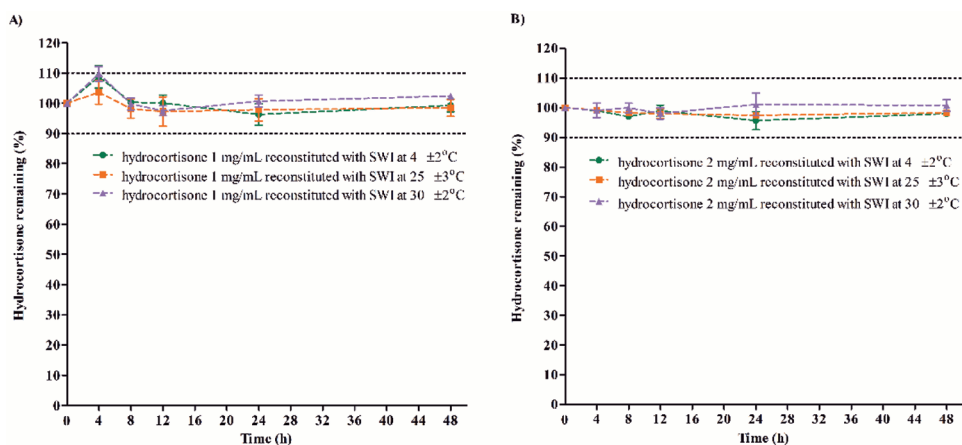 A)
120
110
100
90
80
70
60
50
40
30
20
10
0
Hydrocortisone remaining (%)
hydrocortisone 1 mg/mL reconstituted with SWI at 4 ±2°C
hydrocortisone 1 mg/mL reconstituted with SWI at 25 ±3°C
hydrocortisone 1 mg/mL reconstituted with SWI at 30 ±2°C
0 4 8 12 16 20 24 28 32 36 40 44 48
Time (h)
B)
120
110
100
90
80
70
60
50
40
30
20
10
0
Hydrocortisone remaining (%)
hydrocortisone 2 mg/mL reconstituted with SWI at 4 ±2°C
hydrocortisone 2 mg/mL reconstituted with SWI at 25 ±3°C
hydrocortisone 2 mg/mL reconstituted with SWI at 30 ±2°C
0 4 8 12 16 20 24 28 32 36 40 44 48
Time (h)